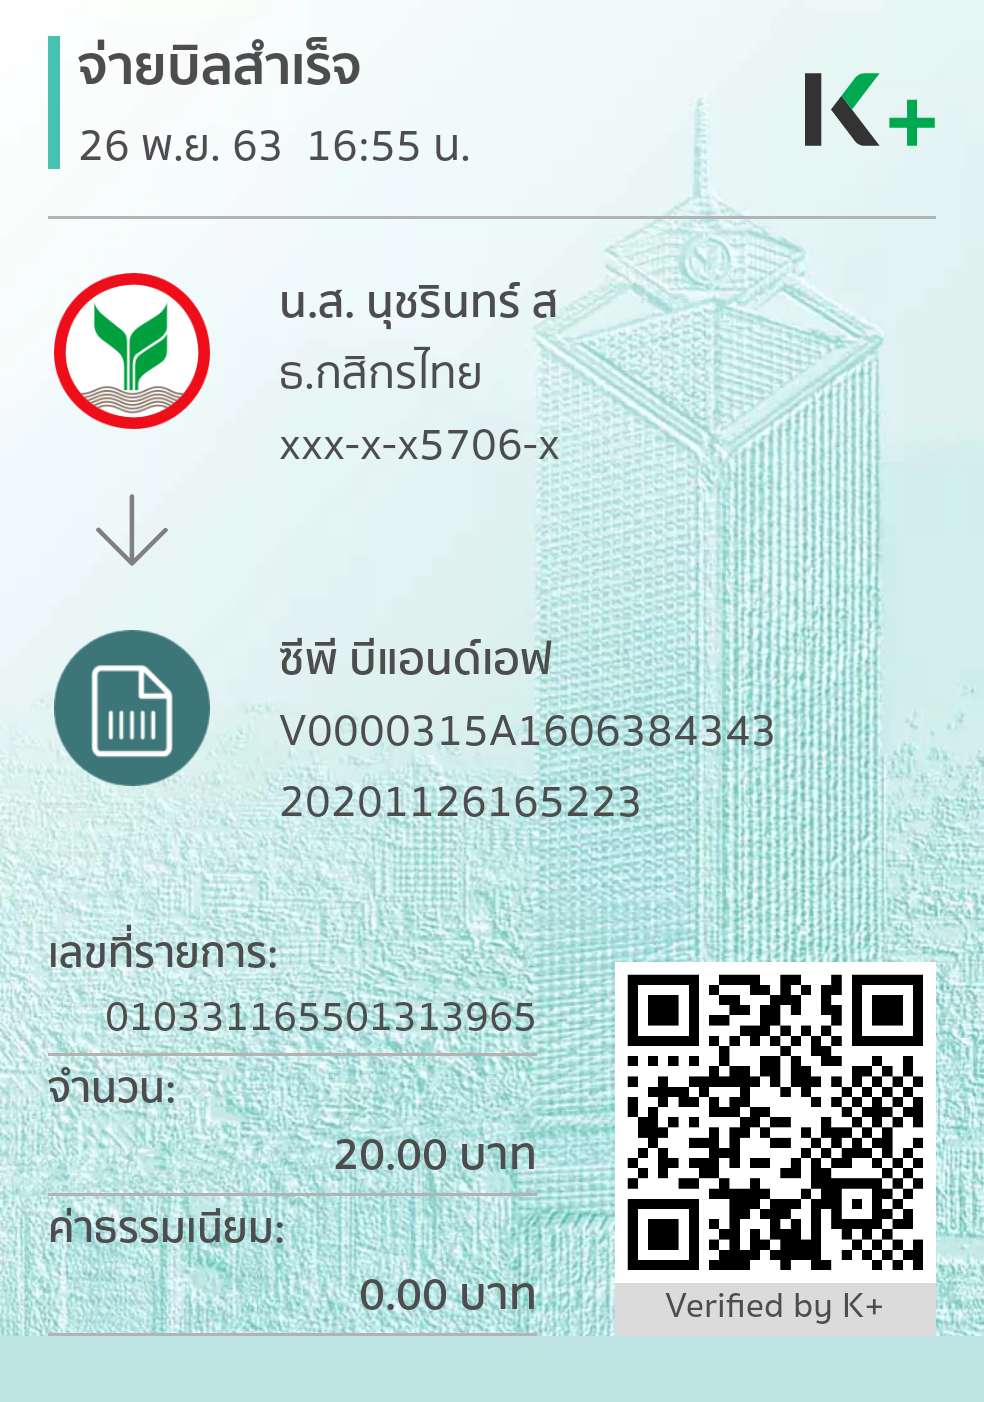 จ่ายบิลสำเร็จ
26 พ.ย. 63 16:55 น.
K+
น.ส. นุชรินทร์ ส
ธ.กสิกรไทย
xxx-x-x5706-x
ซีพี บีแอนด์เอฟ
V0000315A1606384343
20201126165223
เลขที่รายการ:
010331165501313965
จำนวน:
20.00 บาท
ค่าธรรมเนียม:
0.00 บาท
Verified by K+